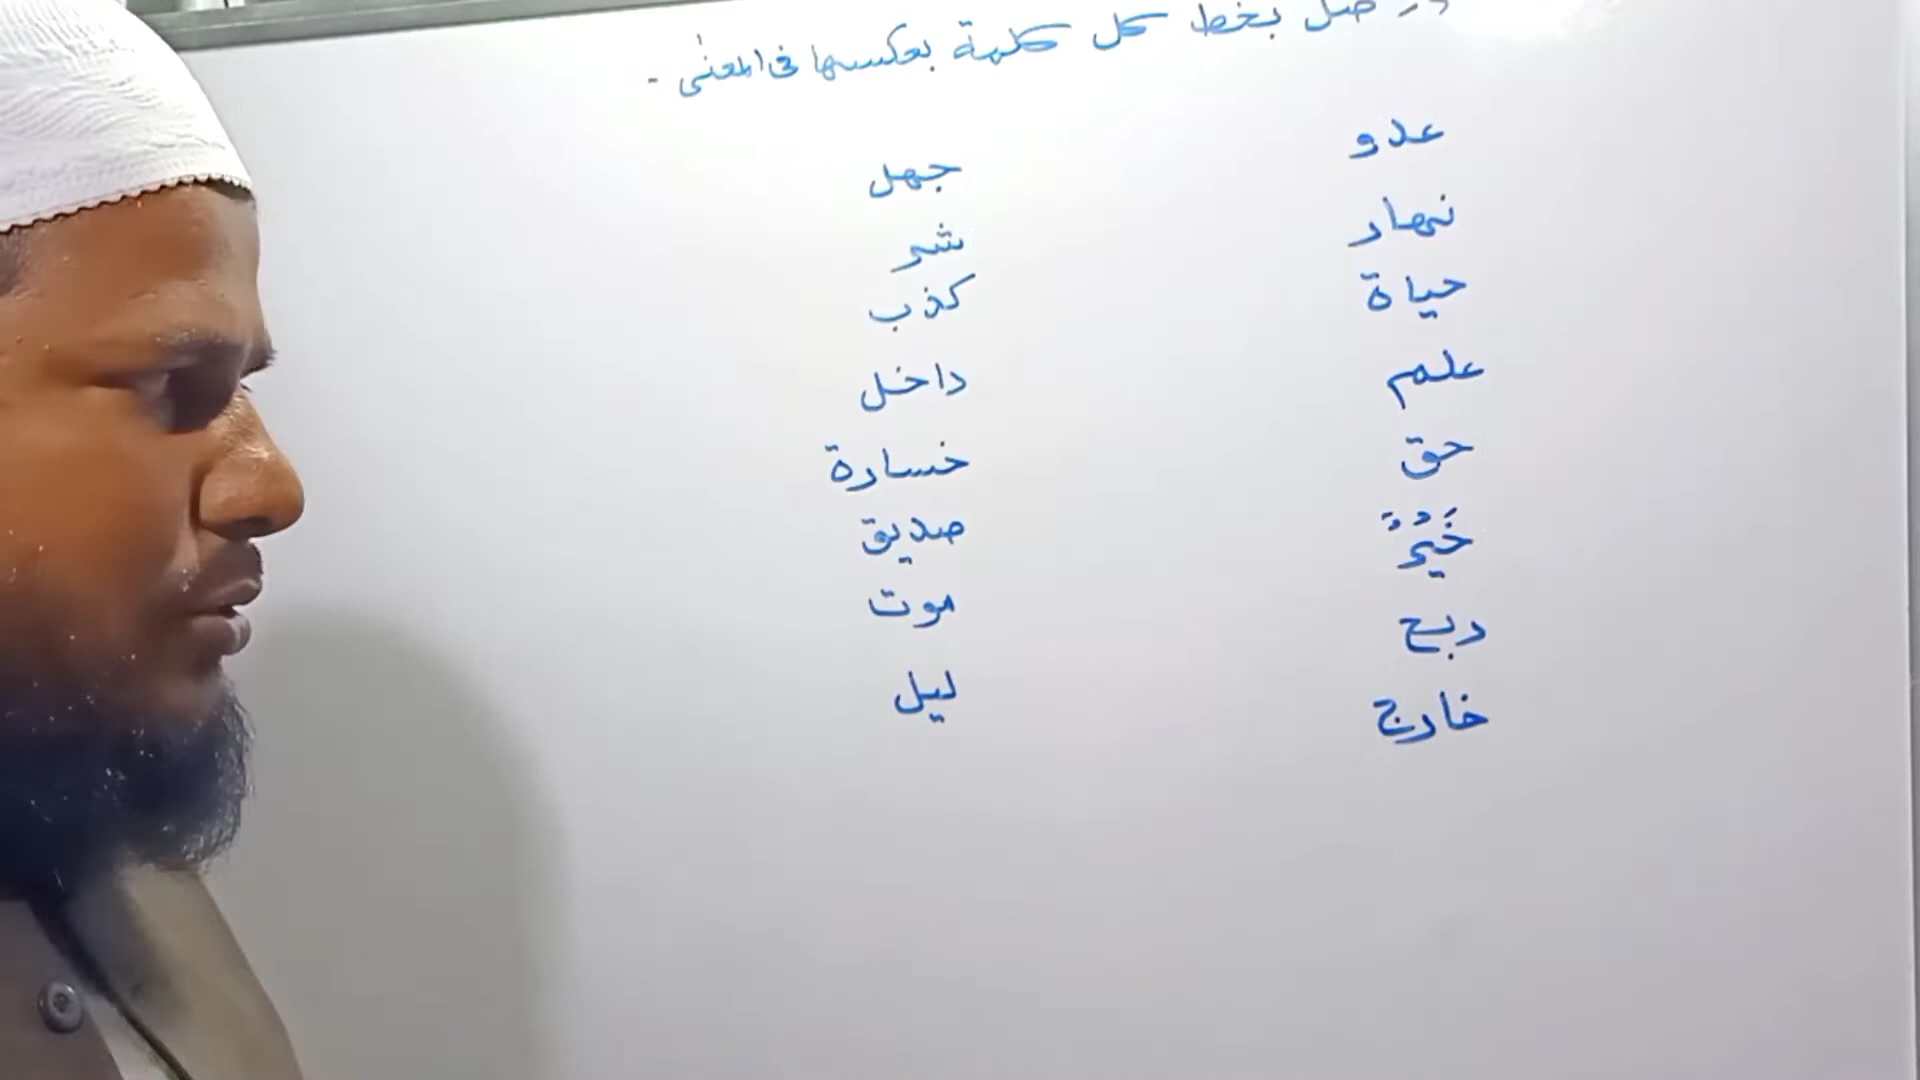 صل بخط كل كلمة بعكسها في المعنى -
عدو جهل
نهار شر
حياة كذب
علم داخل
حق خسارة
خَيْرٌ صديق
ربح موت
خارج ليل